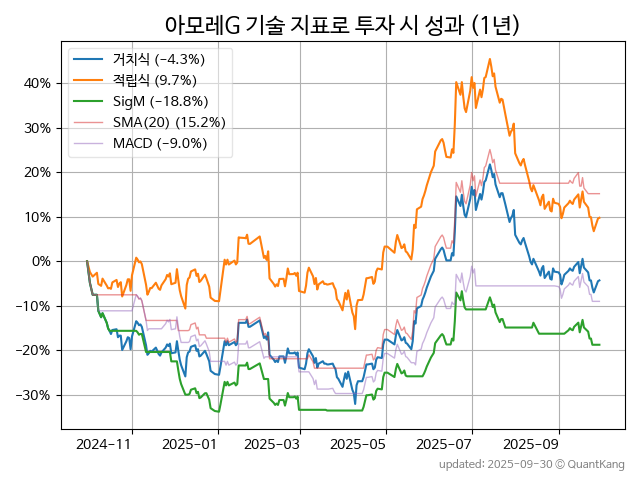 아모레G 기술 지표로 투자 시 성과 (1년)
거치식 (−4.3%)
적립식 (9.7%)
SigM (−18.8%)
SMA(20) (15.2%)
MACD (−9.0%)
40%
30%
20%
10%
0%
−10%
−20%
−30%
2024-11 2025-01 2025-03 2025-05 2025-07 2025-09
updated: 2025-09-30 © QuantKang